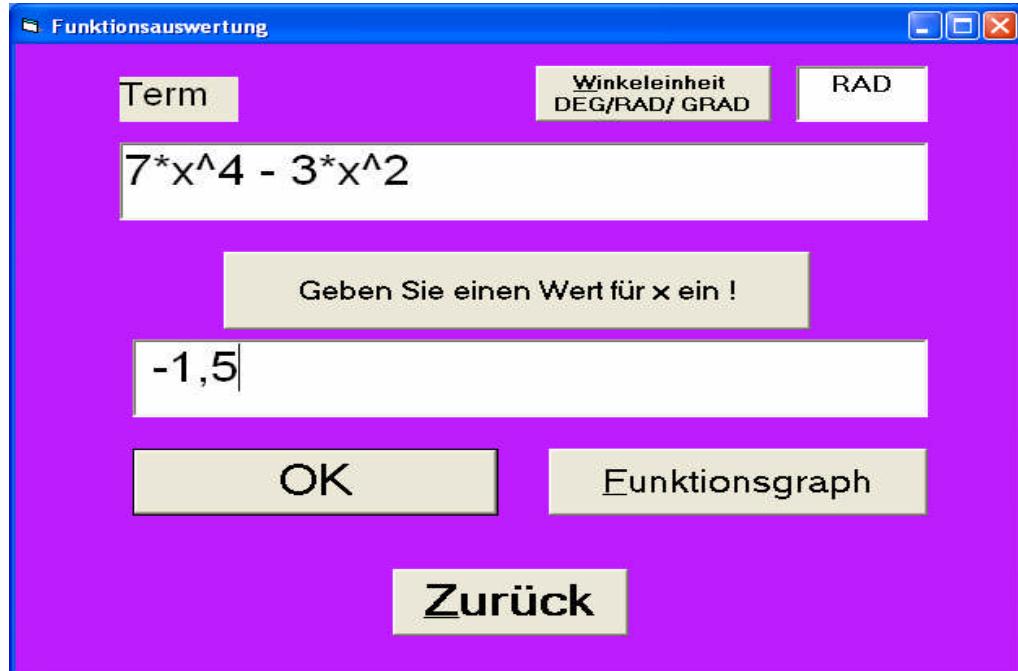 Funktionsauswertung
Term
Winkeleinheit
DEG/RAD/ GRAD
RAD
7*x^4 - 3*x^2
Geben Sie einen Wert für x ein !
-1,5
OK
Funktionsgraph
Zurück